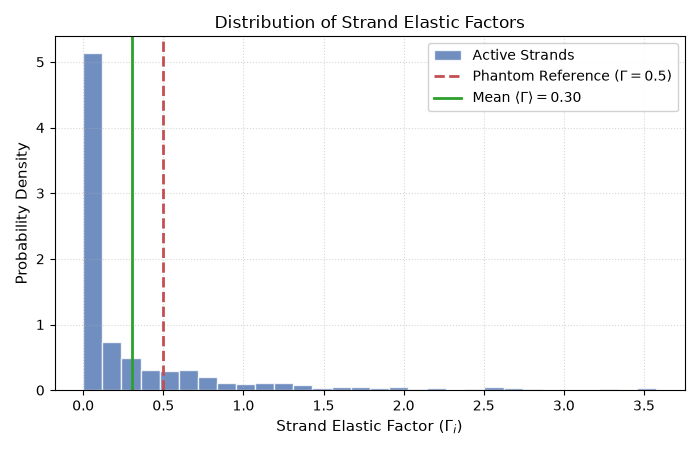 Distribution of Strand Elastic Factors
Active Strands
Phantom Reference (Γ = 0.5)
Mean ⟨Γ⟩ = 0.30
Probability Density
5
4
3
2
1
0
0.0 0.5 1.0 1.5 2.0 2.5 3.0 3.5
Strand Elastic Factor (Γᵢ)